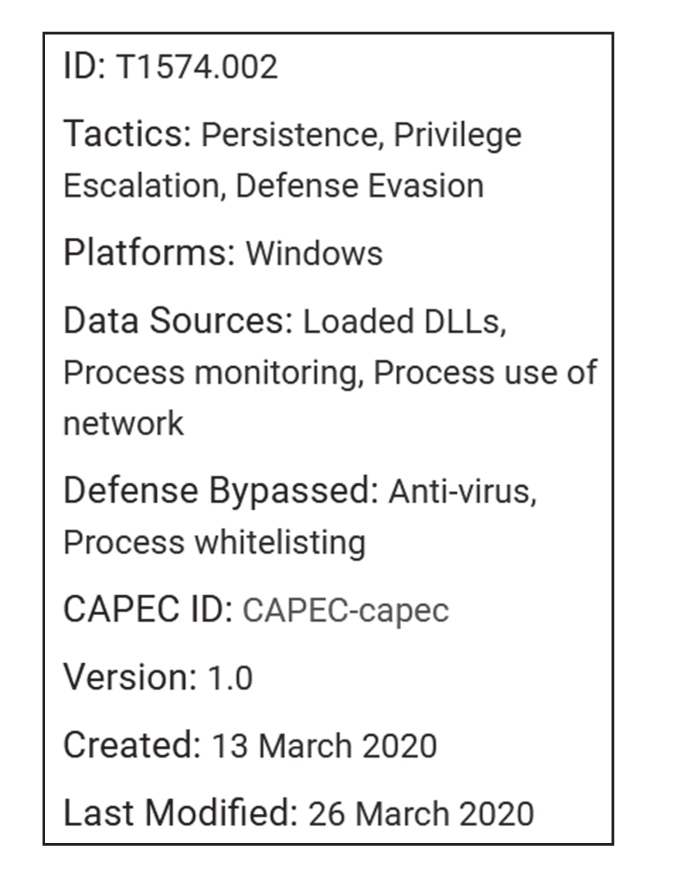 ID: T1574.002
Tactics: Persistence, Privilege
Escalation, Defense Evasion
Platforms: Windows
Data Sources: Loaded DLLs,
Process monitoring, Process use of
network
Defense Bypassed: Anti-virus,
Process whitelisting
CAPEC ID: CAPEC-capec
Version: 1.0
Created: 13 March 2020
Last Modified: 26 March 2020